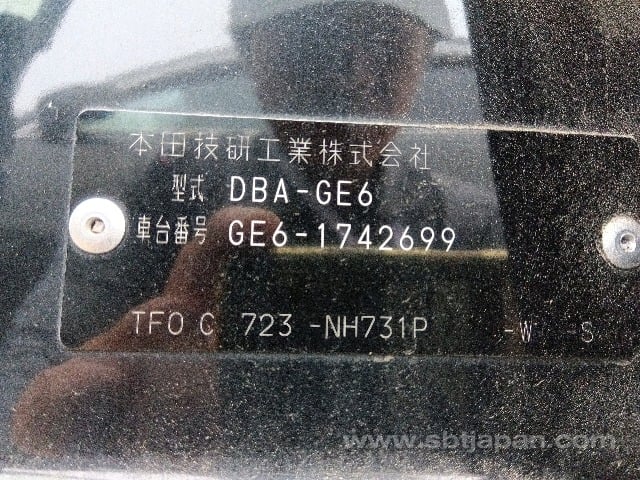 本田技研工業株式会社
型式 DBA-GE6
車台番号 GE6-1742699
TFO C 723 -NH731P -W -S
www.sbtjapan.com